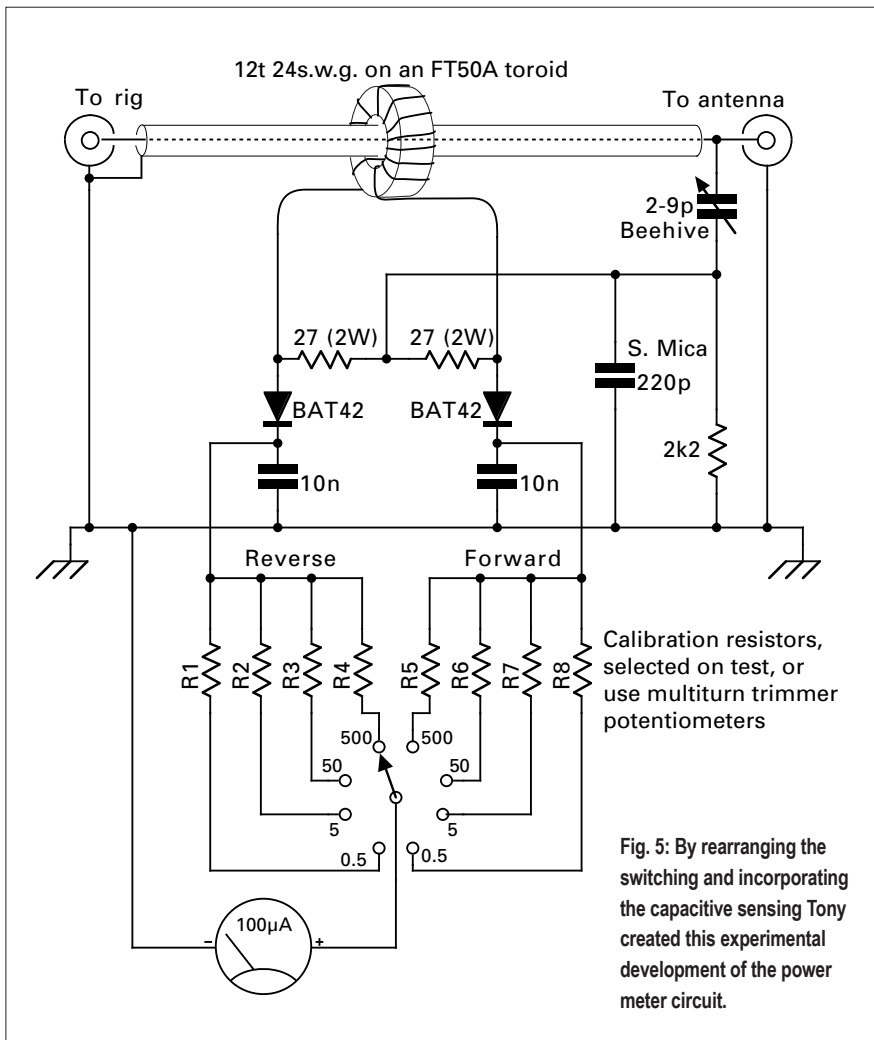 12t 24s.w.g. on an FT50A toroid
To rig
To antenna
2-9p
Beehive
27 (2W)
27 (2W)
S. Mica
220p
BAT42
BAT42
2k2
10n
10n
Reverse
Forward
R1
R2
R3
R4
R5
R6
R7
R8
Calibration resistors,
selected on test, or
use multiturn trimmer
potentiometers
500
500
50
50
5
5
0.5
0.5
100µA
–
+
Fig. 5: By rearranging the
switching and incorporating
the capacitive sensing Tony
created this experimental
development of the power
meter circuit.